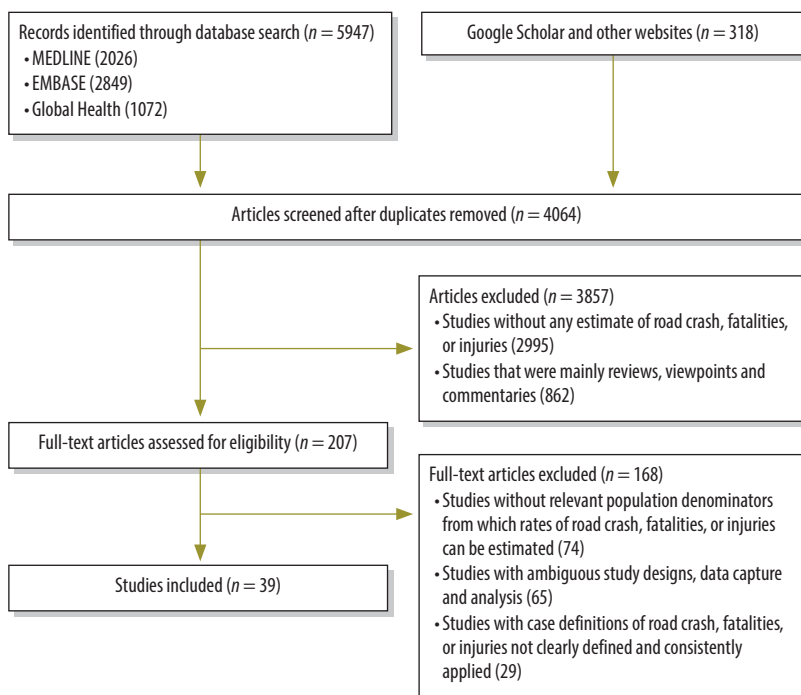 Records identified through database search (n = 5947)
• MEDLINE (2026)
• EMBASE (2849)
• Global Health (1072)
Google Scholar and other websites (n = 318)
Articles screened after duplicates removed (n = 4064)
Articles excluded (n = 3857)
• Studies without any estimate of road crash, fatalities,
or injuries (2995)
• Studies that were mainly reviews, viewpoints and
commentaries (862)
Full-text articles assessed for eligibility (n = 207)
Full-text articles excluded (n = 168)
• Studies without relevant population denominators
from which rates of road crash, fatalities, or injuries
can be estimated (74)
• Studies with ambiguous study designs, data capture
and analysis (65)
• Studies with case definitions of road crash, fatalities,
or injuries not clearly defined and consistently
applied (29)
Studies included (n = 39)